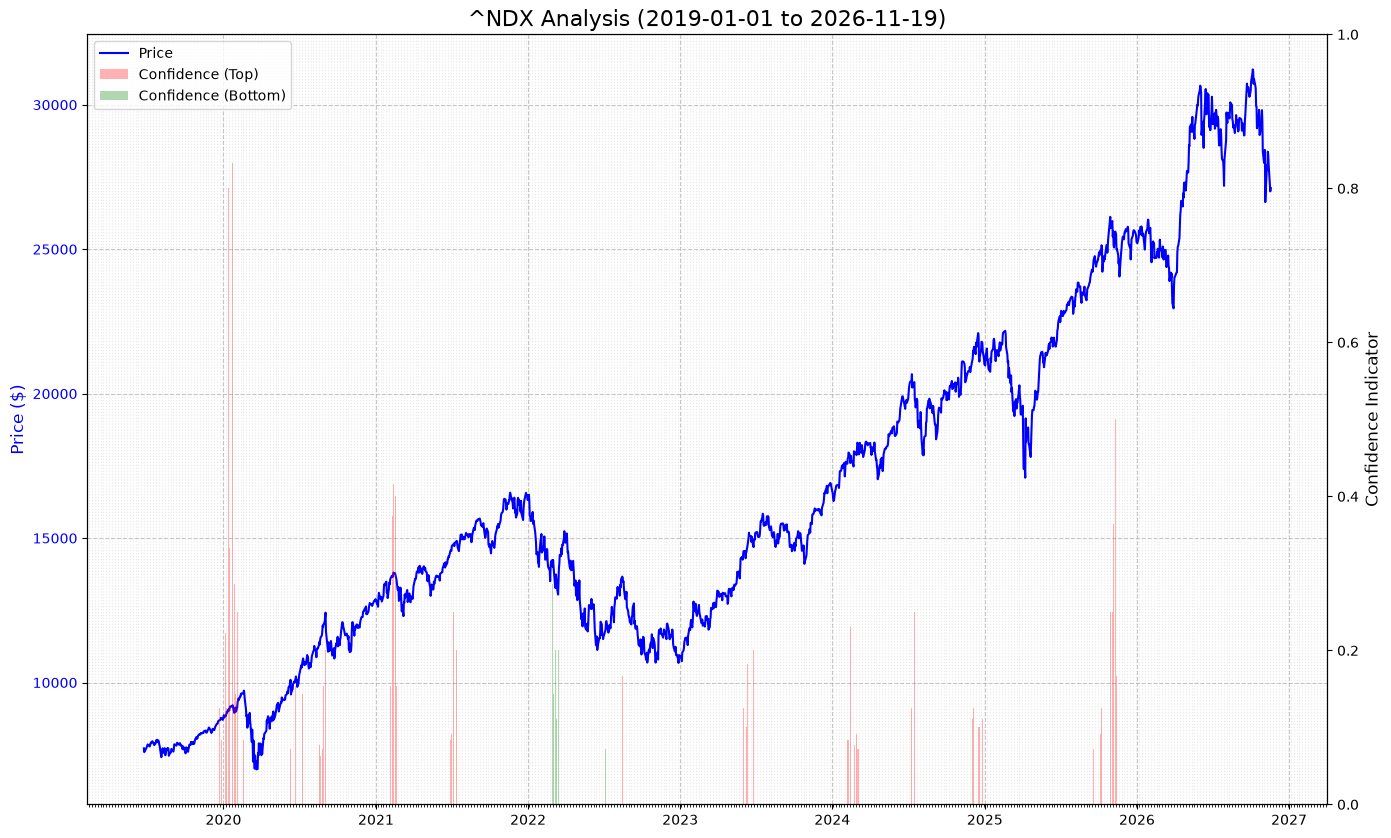 ^NDX Analysis (2019-01-01 to 2026-11-19)
Price
Confidence (Top)
Confidence (Bottom)
30000
25000
20000
15000
10000
Price ($)
1.0
0.8
0.6
0.4
0.2
0.0
Confidence Indicator
2020 2021 2022 2023 2024 2025 2026 2027